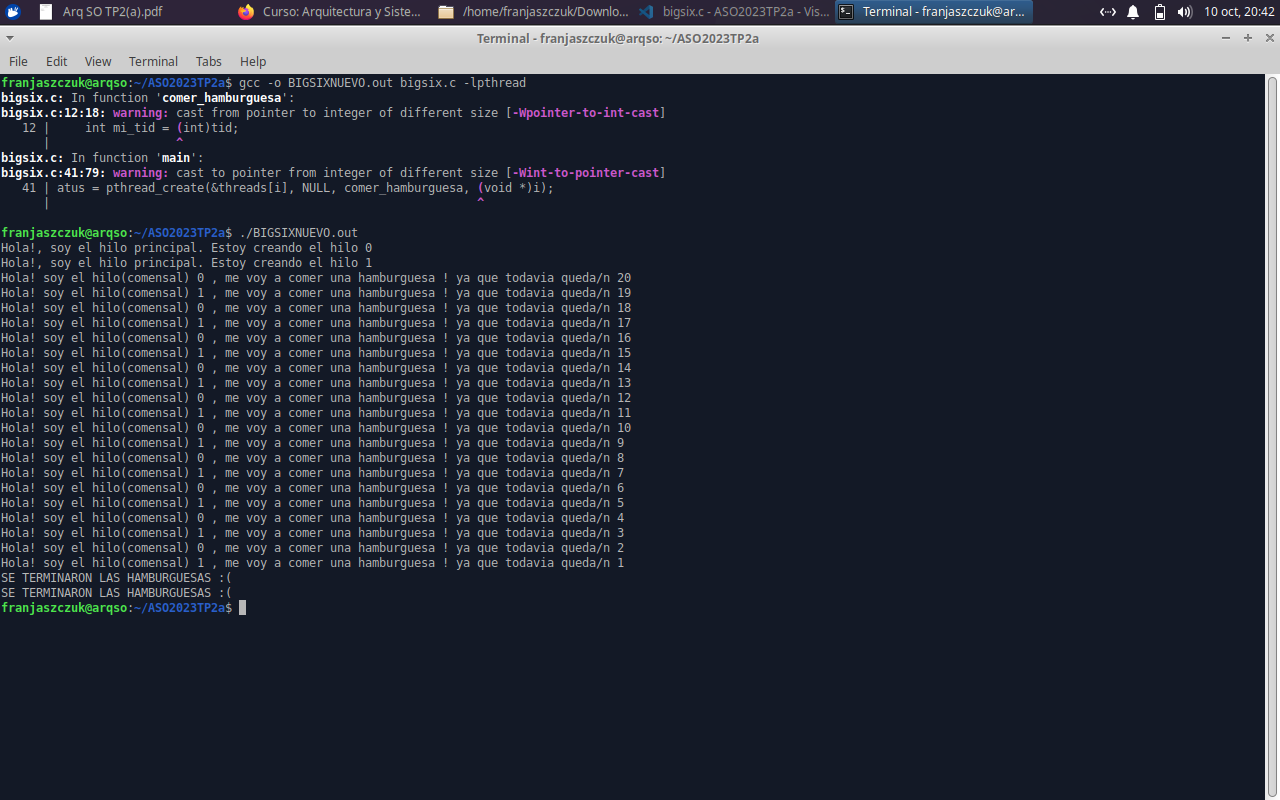 Arq SO TP2(a).pdf
Curso: Arquitectura y Siste...
/home/franjaszczuk/Downlo...
bigsix.c - ASO2023TP2a - Vis...
Terminal - franjaszczuk@ar...
10 oct, 20:42
Terminal - franjaszczuk@arqso: ~/ASO2023TP2a
File Edit View Terminal Tabs Help
franjaszczuk@arqso:~/ASO2023TP2a$ gcc -o BIGSIXNUEVO.out bigsix.c -lpthread
bigsix.c: In function 'comer_hamburguesa':
bigsix.c:12:18: warning: cast from pointer to integer of different size [-Wpointer-to-int-cast]
   12 |     int mi_tid = (int)tid;
      |                  ^
bigsix.c: In function 'main':
bigsix.c:41:79: warning: cast to pointer from integer of different size [-Wint-to-pointer-cast]
   41 | atus = pthread_create(&threads[i], NULL, comer_hamburguesa, (void *)i);
      |                                                             ^
franjaszczuk@arqso:~/ASO2023TP2a$ ./BIGSIXNUEVO.out
Hola!, soy el hilo principal. Estoy creando el hilo 0
Hola!, soy el hilo principal. Estoy creando el hilo 1
Hola! soy el hilo(comensal) 0 , me voy a comer una hamburguesa ! ya que todavia queda/n 20
Hola! soy el hilo(comensal) 1 , me voy a comer una hamburguesa ! ya que todavia queda/n 19
Hola! soy el hilo(comensal) 0 , me voy a comer una hamburguesa ! ya que todavia queda/n 18
Hola! soy el hilo(comensal) 1 , me voy a comer una hamburguesa ! ya que todavia queda/n 17
Hola! soy el hilo(comensal) 0 , me voy a comer una hamburguesa ! ya que todavia queda/n 16
Hola! soy el hilo(comensal) 1 , me voy a comer una hamburguesa ! ya que todavia queda/n 15
Hola! soy el hilo(comensal) 0 , me voy a comer una hamburguesa ! ya que todavia queda/n 14
Hola! soy el hilo(comensal) 1 , me voy a comer una hamburguesa ! ya que todavia queda/n 13
Hola! soy el hilo(comensal) 0 , me voy a comer una hamburguesa ! ya que todavia queda/n 12
Hola! soy el hilo(comensal) 1 , me voy a comer una hamburguesa ! ya que todavia queda/n 11
Hola! soy el hilo(comensal) 0 , me voy a comer una hamburguesa ! ya que todavia queda/n 10
Hola! soy el hilo(comensal) 1 , me voy a comer una hamburguesa ! ya que todavia queda/n 9
Hola! soy el hilo(comensal) 0 , me voy a comer una hamburguesa ! ya que todavia queda/n 8
Hola! soy el hilo(comensal) 1 , me voy a comer una hamburguesa ! ya que todavia queda/n 7
Hola! soy el hilo(comensal) 0 , me voy a comer una hamburguesa ! ya que todavia queda/n 6
Hola! soy el hilo(comensal) 1 , me voy a comer una hamburguesa ! ya que todavia queda/n 5
Hola! soy el hilo(comensal) 0 , me voy a comer una hamburguesa ! ya que todavia queda/n 4
Hola! soy el hilo(comensal) 1 , me voy a comer una hamburguesa ! ya que todavia queda/n 3
Hola! soy el hilo(comensal) 0 , me voy a comer una hamburguesa ! ya que todavia queda/n 2
Hola! soy el hilo(comensal) 1 , me voy a comer una hamburguesa ! ya que todavia queda/n 1
SE TERMINARON LAS HAMBURGUESAS :(
SE TERMINARON LAS HAMBURGUESAS :(
franjaszczuk@arqso:~/ASO2023TP2a$